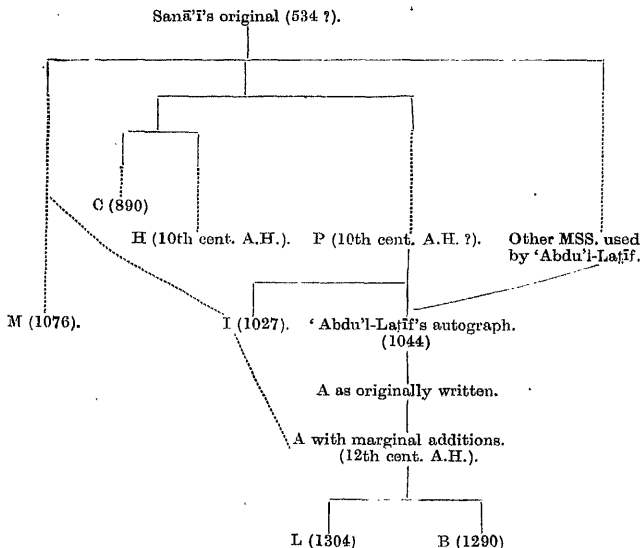 Sanā'ī's original (534 ?).
C (890)
H (10th cent. A.H.). P (10th cent. A.H. ?). Other MSS. used
by ‘Abdu'l-Laṭīf.
M (1076). I (1027). ‘Abdu'l-Laṭīf's autograph.
(1044)
A as originally written.
A with marginal additions.
(12th cent. A.H.).
L (1304) B (1290)